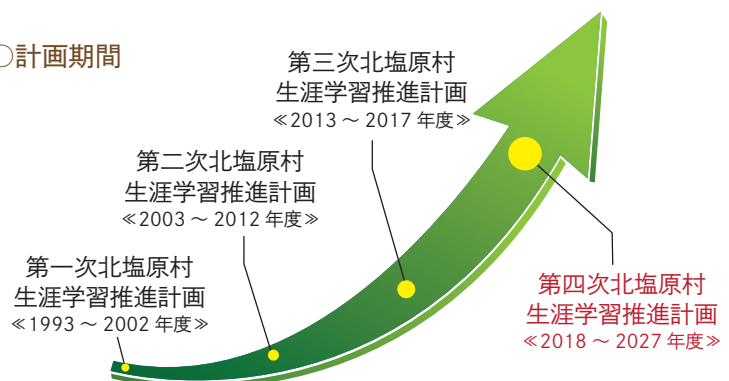 ○計画期間
第一次北塩原村
生涯学習推進計画
≪1993 ～ 2002 年度≫
第二次北塩原村
生涯学習推進計画
≪2003 ～ 2012 年度≫
第三次北塩原村
生涯学習推進計画
≪2013 ～ 2017 年度≫
第四次北塩原村
生涯学習推進計画
≪2018 ～ 2027 年度≫